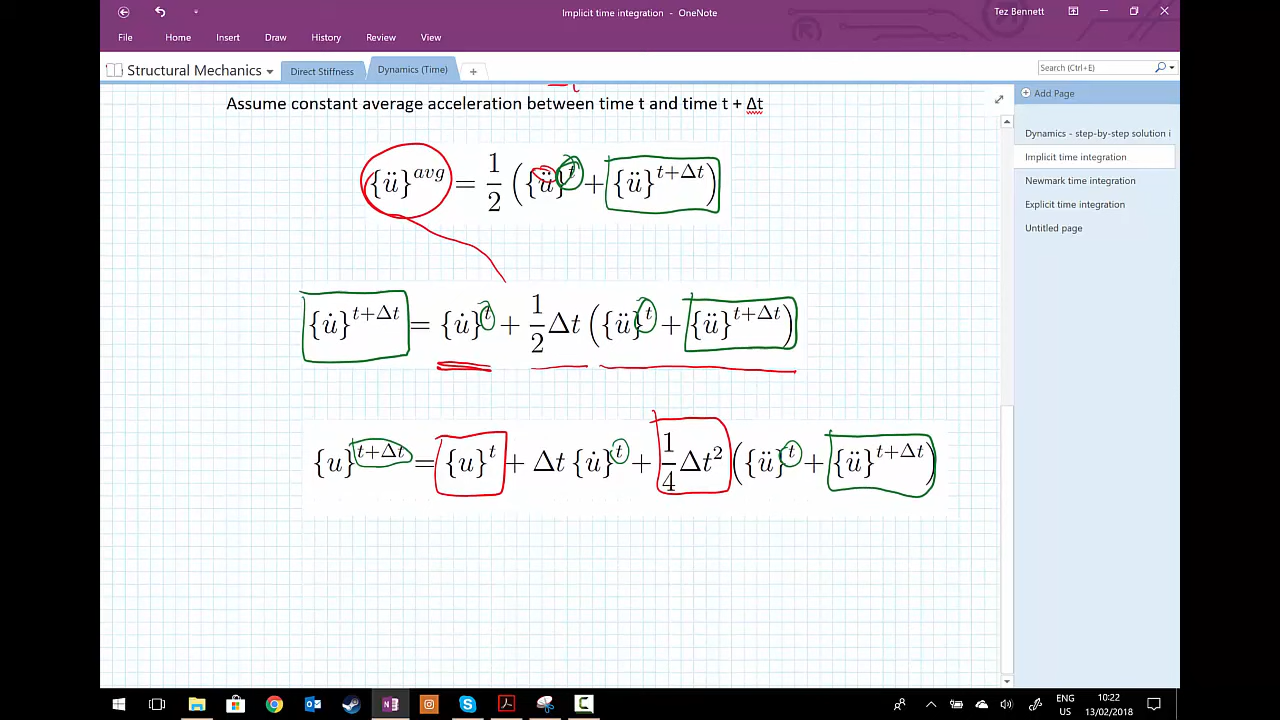 Implicit time integration - OneNote
Tez Bennett
File Home Insert Draw History Review View
Structural Mechanics Direct Stiffness Dynamics (Time) +
Search (Ctrl+E)
Add Page
Dynamics - step-by-step solution i
Implicit time integration
Newmark time integration
Explicit time integration
Untitled page
Assume constant average acceleration between time t and time t + Δt
{ü}^{avg} = 1/2 ({ü}^{t} + {ü}^{t+Δt})
{u̇}^{t+Δt} = {u̇}^{t} + 1/2 Δt ({ü}^{t} + {ü}^{t+Δt})
{u}^{t+Δt} = {u}^{t} + Δt {u̇}^{t} + 1/4 Δt² ({ü}^{t} + {ü}^{t+Δt})
ENG
US
10:22
13/02/2018